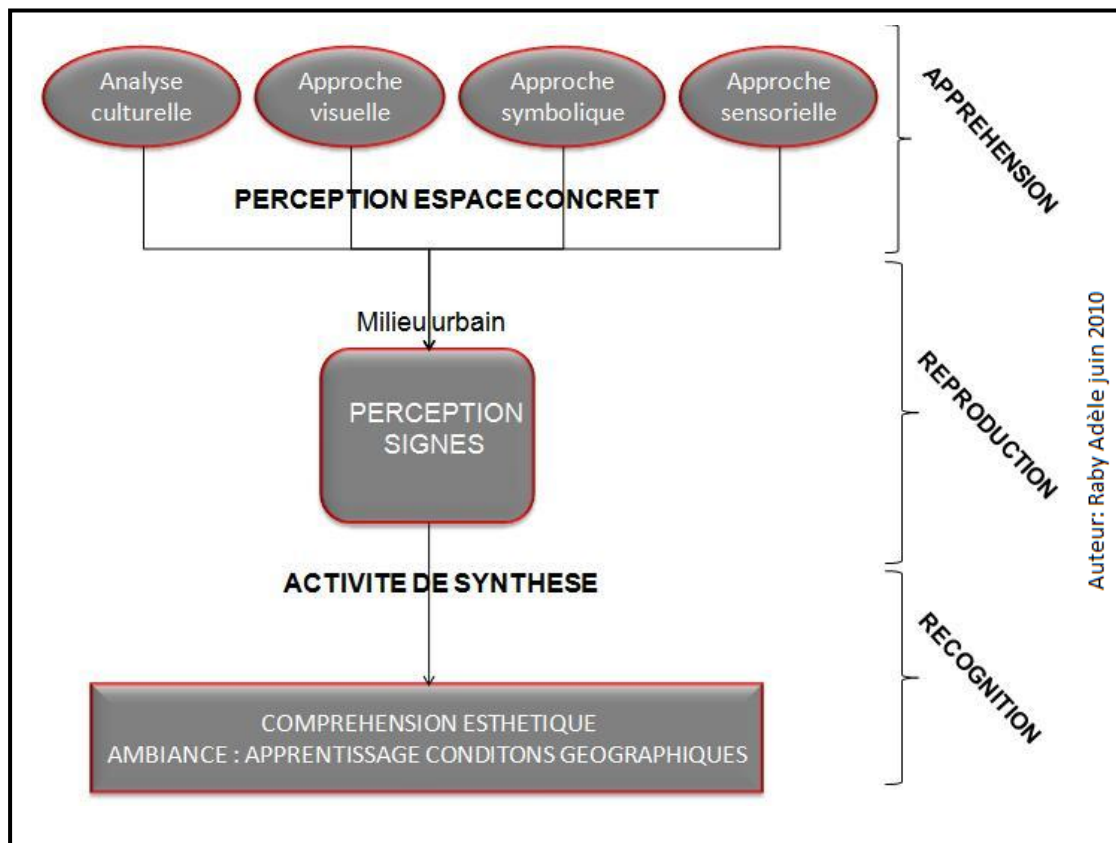 Analyse
culturelle
Approche
visuelle
Approche
symbolique
Approche
sensorielle
APPREHENSION
PERCEPTION ESPACE CONCRET
Milieu urbain
PERCEPTION
SIGNES
REPRODUCTION
Auteur: Raby Adèle juin 2010
ACTIVITE DE SYNTHESE
RECOGNITION
COMPREHENSION ESTHETIQUE
AMBIANCE : APPRENTISSAGE CONDITONS GEOGRAPHIQUES